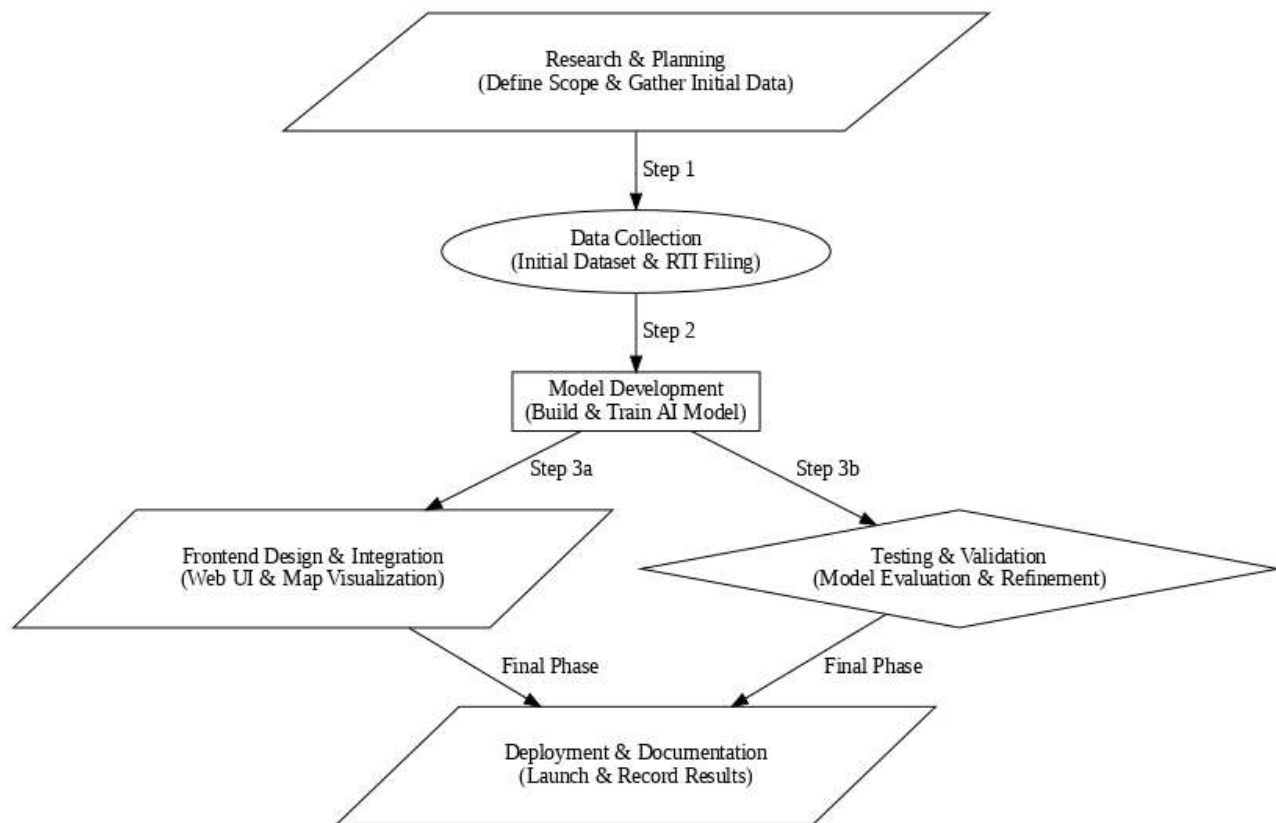 Research & Planning
(Define Scope & Gather Initial Data)
Step 1
Data Collection
(Initial Dataset & RTI Filing)
Step 2
Model Development
(Build & Train AI Model)
Step 3a
Step 3b
Frontend Design & Integration
(Web UI & Map Visualization)
Testing & Validation
(Model Evaluation & Refinement)
Final Phase
Final Phase
Deployment & Documentation
(Launch & Record Results)